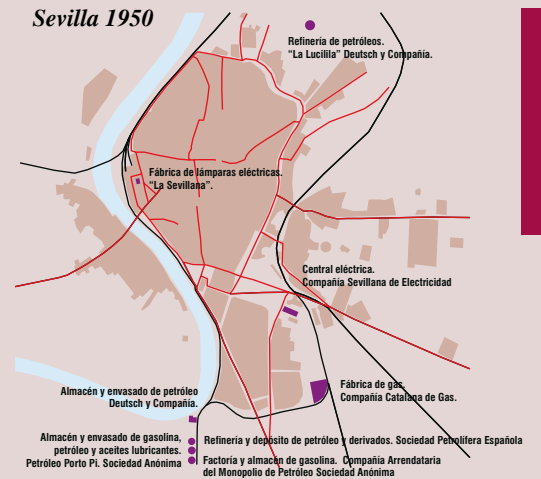 Sevilla 1950
Refinería de petróleos.
“La Lucilila” Deutsch y Compañía.
Fábrica de lámparas eléctricas.
“La Sevillana”.
Central eléctrica.
Compañía Sevillana de Electricidad
Fábrica de gas.
Compañía Catalana de Gas.
Almacén y envasado de petróleo
Deutsch y Compañía.
Almacén y envasado de gasolina,
petróleo y aceites lubricantes.
Petróleo Porto Pi. Sociedad Anónima
Refinería y depósito de petróleo y derivados. Sociedad Petrolífera Española
Factoría y almacén de gasolina. Compañía Arrendataria
del Monopolio de Petróleo Sociedad Anónima